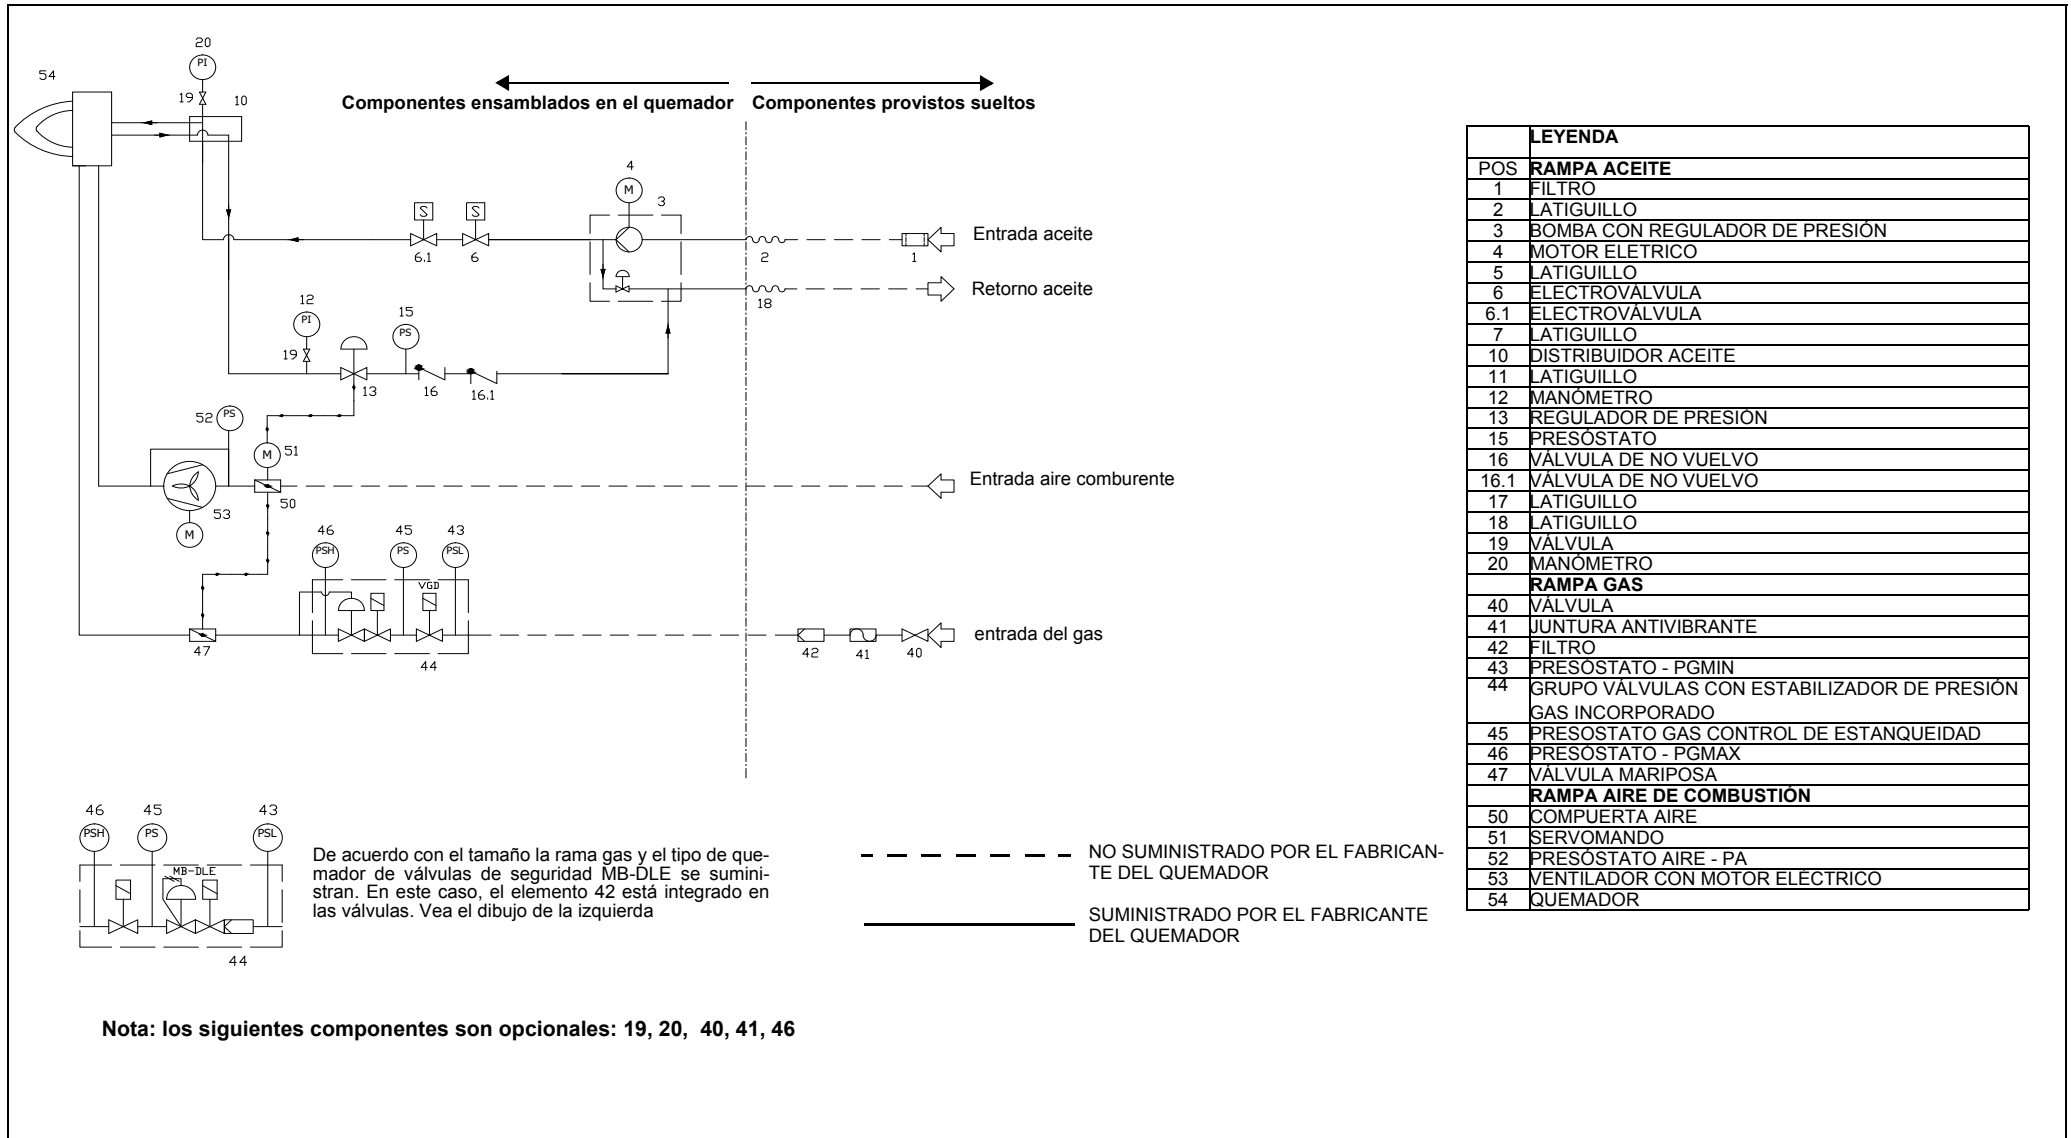 20
PI
54
19
10
Componentes ensamblados en el quemador
Componentes provistos sueltos
4
M
3
S
S
6.1
6
2
1
Entrada aceite
18
Retorno aceite
12
PI
19
15
PS
13
16
16.1
52
PS
M
51
53
50
M
Entrada aire comburente
46
PSH
45
PS
43
PSL
VGD
47
44
42
41
40
entrada del gas
46
45
43
PSH
PS
PSL
MB-DLE
44
De acuerdo con el tamaño la rama gas y el tipo de que-
mador de válvulas de seguridad MB-DLE se sumini-
stran. En este caso, el elemento 42 está integrado en
las válvulas. Vea el dibujo de la izquierda
NO SUMINISTRADO POR EL FABRICAN-
TE DEL QUEMADOR
SUMINISTRADO POR EL FABRICANTE
DEL QUEMADOR
Nota: los siguientes componentes son opcionales: 19, 20, 40, 41, 46
LEYENDA
POS RAMPA ACEITE
1 FILTRO
2 LATIGUILLO
3 BOMBA CON REGULADOR DE PRESIÓN
4 MOTOR ELETRICO
5 LATIGUILLO
6 ELECTROVÁLVULA
6.1 ELECTROVÁLVULA
7 LATIGUILLO
10 DISTRIBUIDOR ACEITE
11 LATIGUILLO
12 MANÓMETRO
13 REGULADOR DE PRESIÓN
15 PRESÓSTATO
16 VÁLVULA DE NO VUELVO
16.1 VÁLVULA DE NO VUELVO
17 LATIGUILLO
18 LATIGUILLO
19 VÁLVULA
20 MANÓMETRO
RAMPA GAS
40 VÁLVULA
41 JUNTURA ANTIVIBRANTE
42 FILTRO
43 PRESÓSTATO - PGMIN
44 GRUPO VÁLVULAS CON ESTABILIZADOR DE PRESIÓN
GAS INCORPORADO
45 PRESOSTATO GAS CONTROL DE ESTANQUEIDAD
46 PRESÓSTATO - PGMAX
47 VÁLVULA MARIPOSA
RAMPA AIRE DE COMBUSTIÓN
50 COMPUERTA AIRE
51 SERVOMANDO
52 PRESÓSTATO AIRE - PA
53 VENTILADOR CON MOTOR ELÉCTRICO
54 QUEMADOR